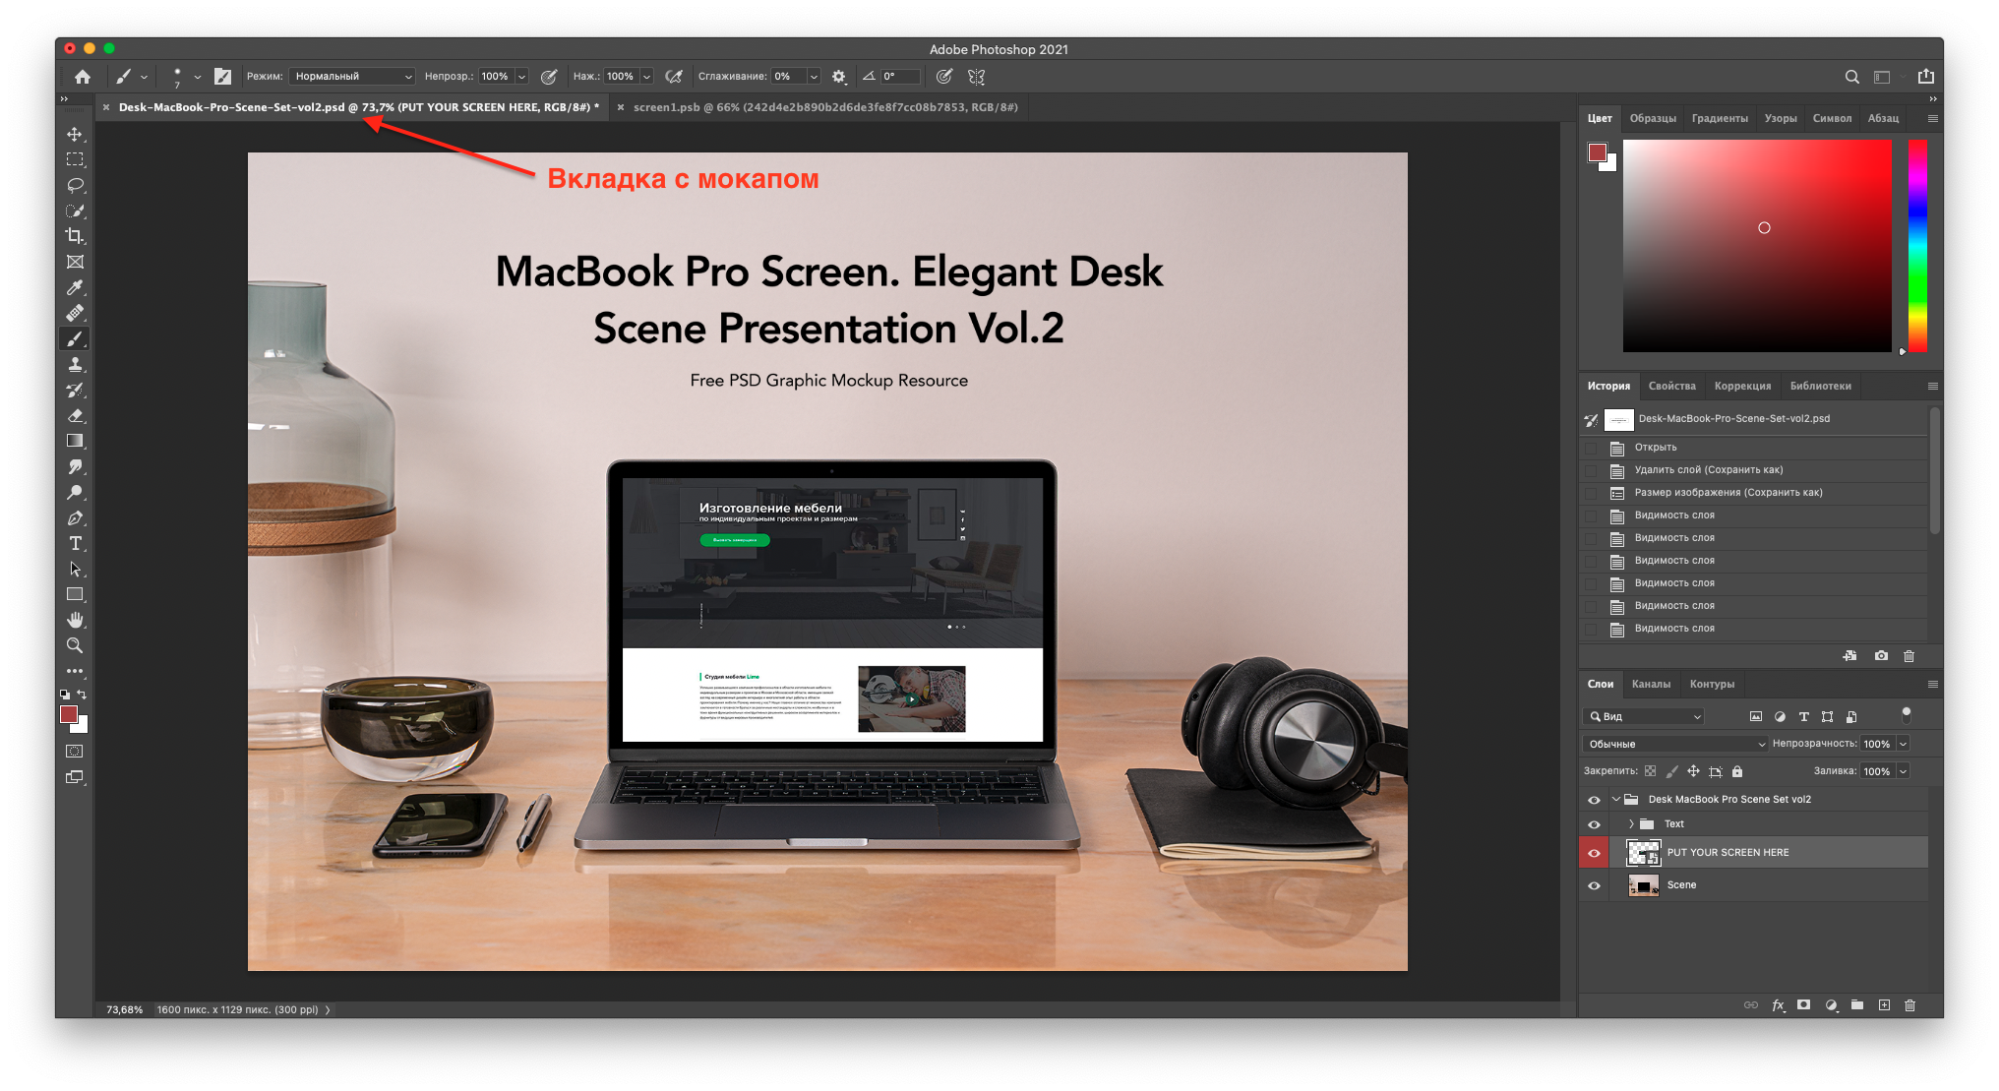 Adobe Photoshop 2021
7
Режим: Нормальный
Непрозр.: 100%
Наж.: 100%
Сглаживание: 0%
0°
Desk-MacBook-Pro-Scene-Set-vol2.psd @ 73,7% (PUT YOUR SCREEN HERE, RGB/8#) *
screen1.psb @ 66% (242d4e2b890b2d6de3fe8f7cc08b7853, RGB/8#)
Вкладка с мокапом
MacBook Pro Screen. Elegant Desk
Scene Presentation Vol.2
Free PSD Graphic Mockup Resource
Изготовление мебели
по индивидуальным проектам и размерам
Студия мебели Lime
73,68%
1600 пикс. x 1129 пикс. (300 ppi)
Цвет
Образцы
Градиенты
Узоры
Символ
Абзац
История
Свойства
Коррекция
Библиотеки
Desk-MacBook-Pro-Scene-Set-vol2.psd
Открыть
Удалить слой (Сохранить как)
Размер изображения (Сохранить как)
Видимость слоя
Видимость слоя
Видимость слоя
Видимость слоя
Видимость слоя
Видимость слоя
Слои
Каналы
Контуры
Вид
Обычные
Непрозрачность: 100%
Закрепить:
Заливка: 100%
Desk MacBook Pro Scene Set vol2
Text
PUT YOUR SCREEN HERE
Scene